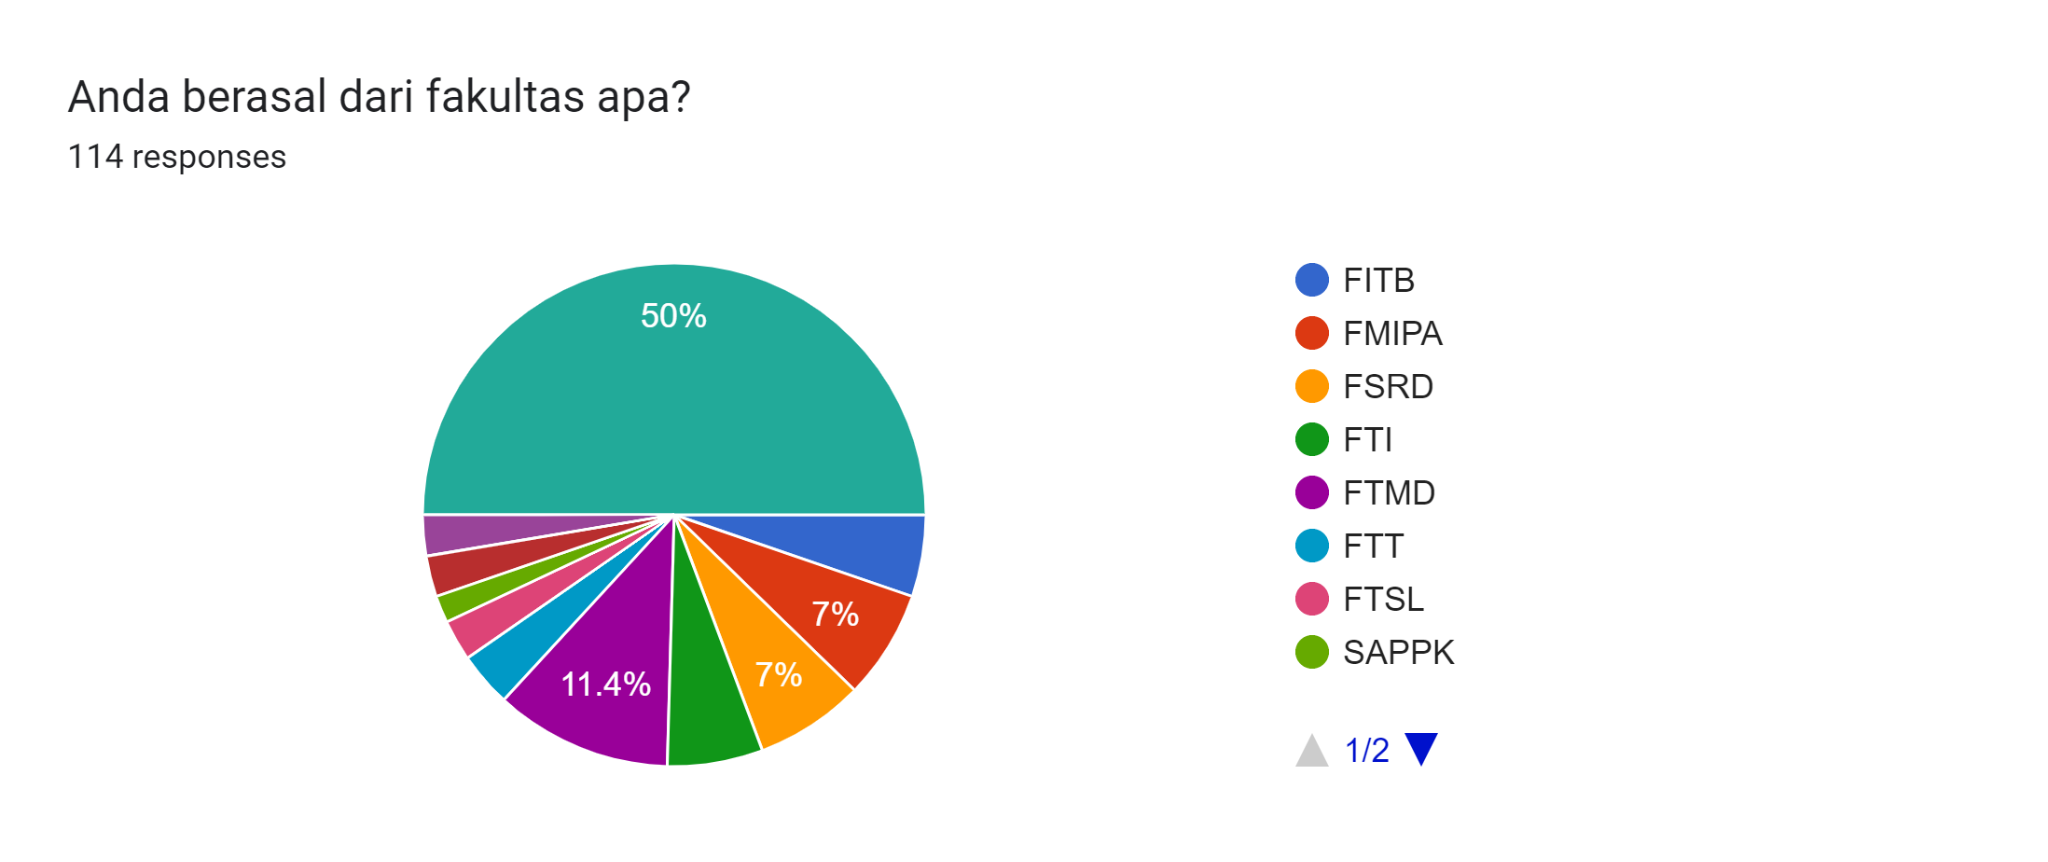 Anda berasal dari fakultas apa?
114 responses
50%
7%
7%
11.4%
FITB
FMIPA
FSRD
FTI
FTMD
FTT
FTSL
SAPPK
1/2